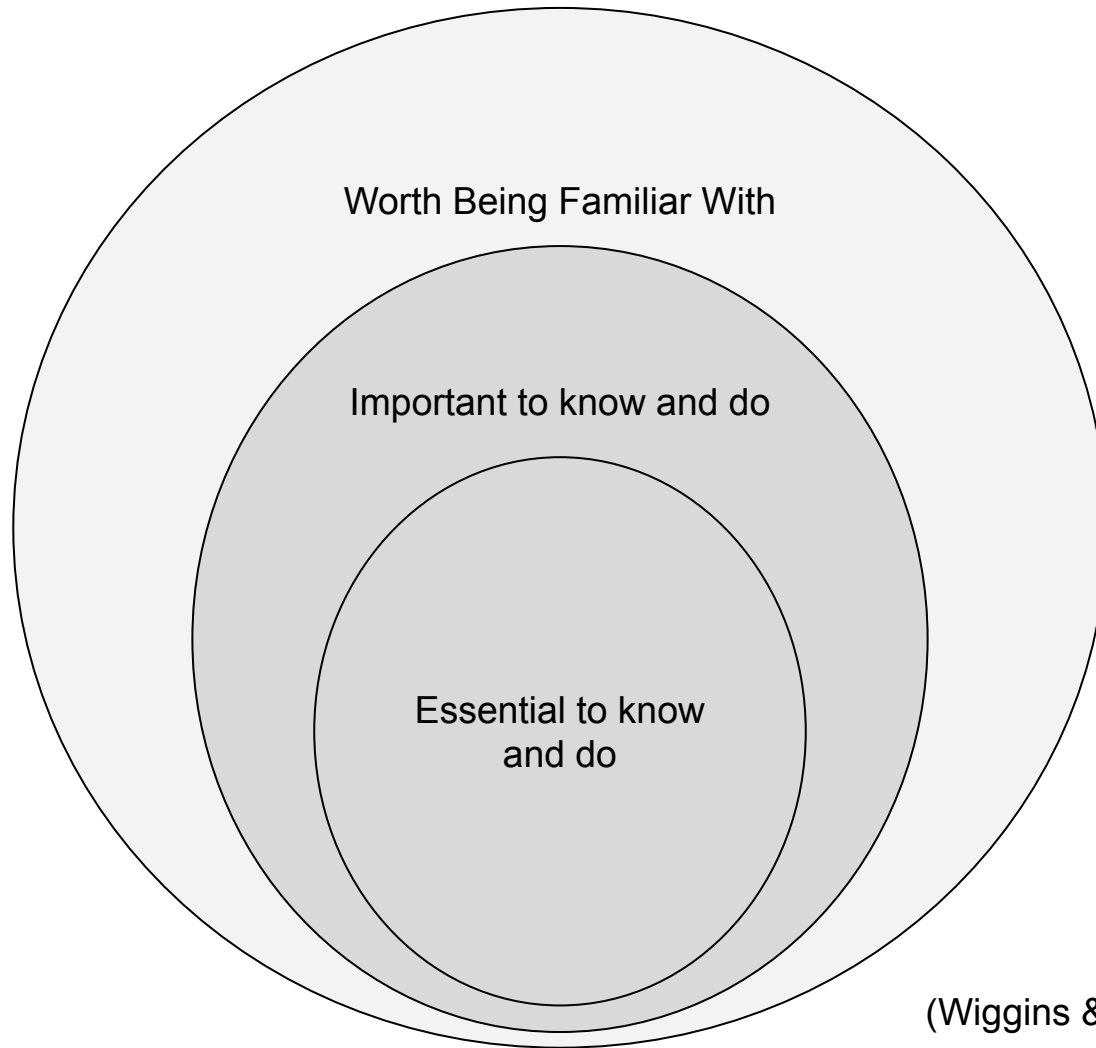 Worth Being Familiar With
Important to know and do
Essential to know
and do
(Wiggins &